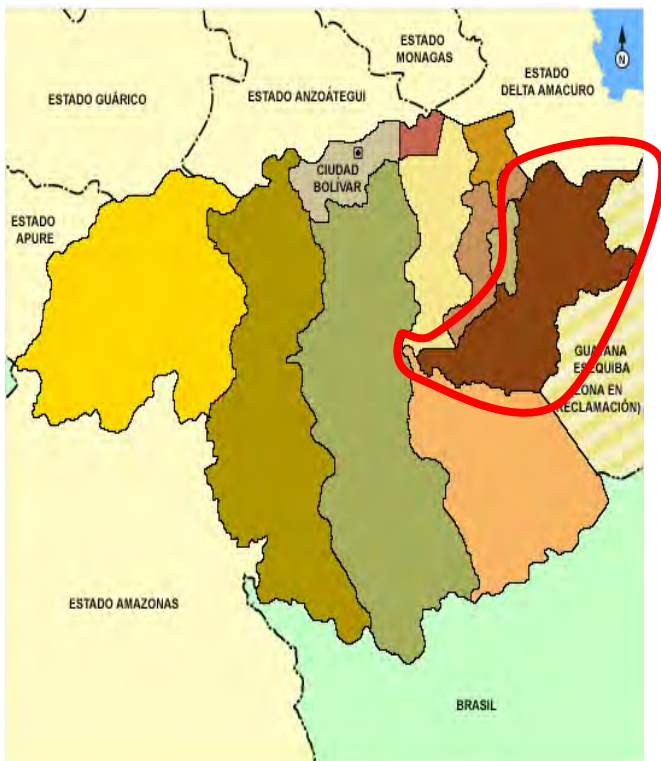 ESTADO
MONAGAS
N
ESTADO
DELTA AMACURO
ESTADO GUÁRICO
ESTADO ANZOÁTEGUI
CIUDAD
BOLÍVAR
ESTADO
APURE
GUAYANA
ESEQUIBA
ZONA EN
RECLAMACIÓN)
ESTADO AMAZONAS
BRASIL